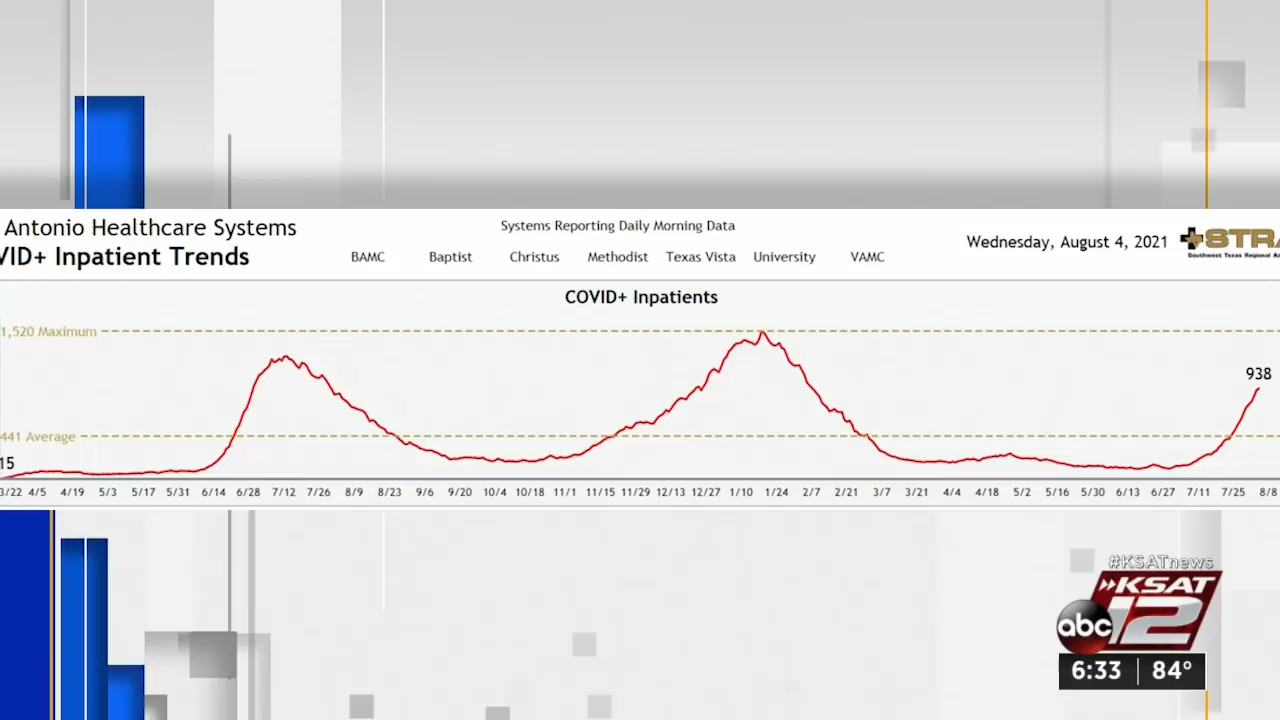 Antonio Healthcare Systems
VID+ Inpatient Trends
Systems Reporting Daily Morning Data
BAMC Baptist Christus Methodist Texas Vista University VAMC
Wednesday, August 4, 2021
STRA
Southwest Texas Regional Ad
COVID+ Inpatients
1,520 Maximum
938
441 Average
15
3/22 4/5 4/19 5/3 5/17 5/31 6/14 6/28 7/12 7/26 8/9 8/23 9/6 9/20 10/4 10/18 11/1 11/15 11/29 12/13 12/27 1/10 1/24 2/7 2/21 3/7 3/21 4/4 4/18 5/2 5/16 5/30 6/13 6/27 7/11 7/25 8/8
#KSATnews
KSAT
abc 12
6:33 84°